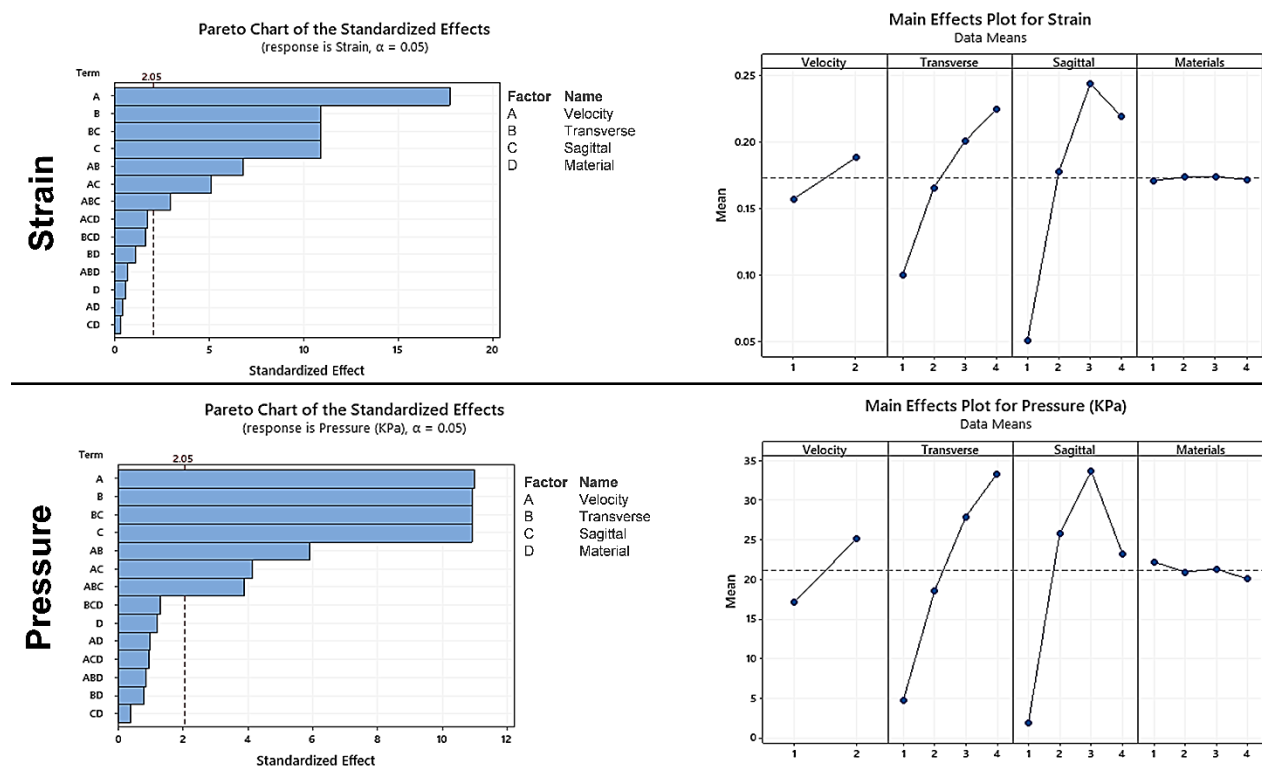 Strain
Pareto Chart of the Standardized Effects
(response is Strain, α = 0.05)
Term
2.05
A
B
BC
C
AB
AC
ABC
ACD
BCD
BD
ABD
D
AD
CD
0 5 10 15 20
Standardized Effect
Factor Name
A Velocity
B Transverse
C Sagittal
D Material
Main Effects Plot for Strain
Data Means
Velocity Transverse Sagittal Materials
Mean
0.25
0.20
0.15
0.10
0.05
1 2 1 2 3 4 1 2 3 4 1 2 3 4
Pressure
Pareto Chart of the Standardized Effects
(response is Pressure (KPa), α = 0.05)
Term
2.05
A
B
BC
C
AB
AC
ABC
BCD
D
AD
ACD
ABD
BD
CD
0 2 4 6 8 10 12
Standardized Effect
Factor Name
A Velocity
B Transverse
C Sagittal
D Material
Main Effects Plot for Pressure (KPa)
Data Means
Velocity Transverse Sagittal Materials
Mean
35
30
25
20
15
10
5
0
1 2 1 2 3 4 1 2 3 4 1 2 3 4